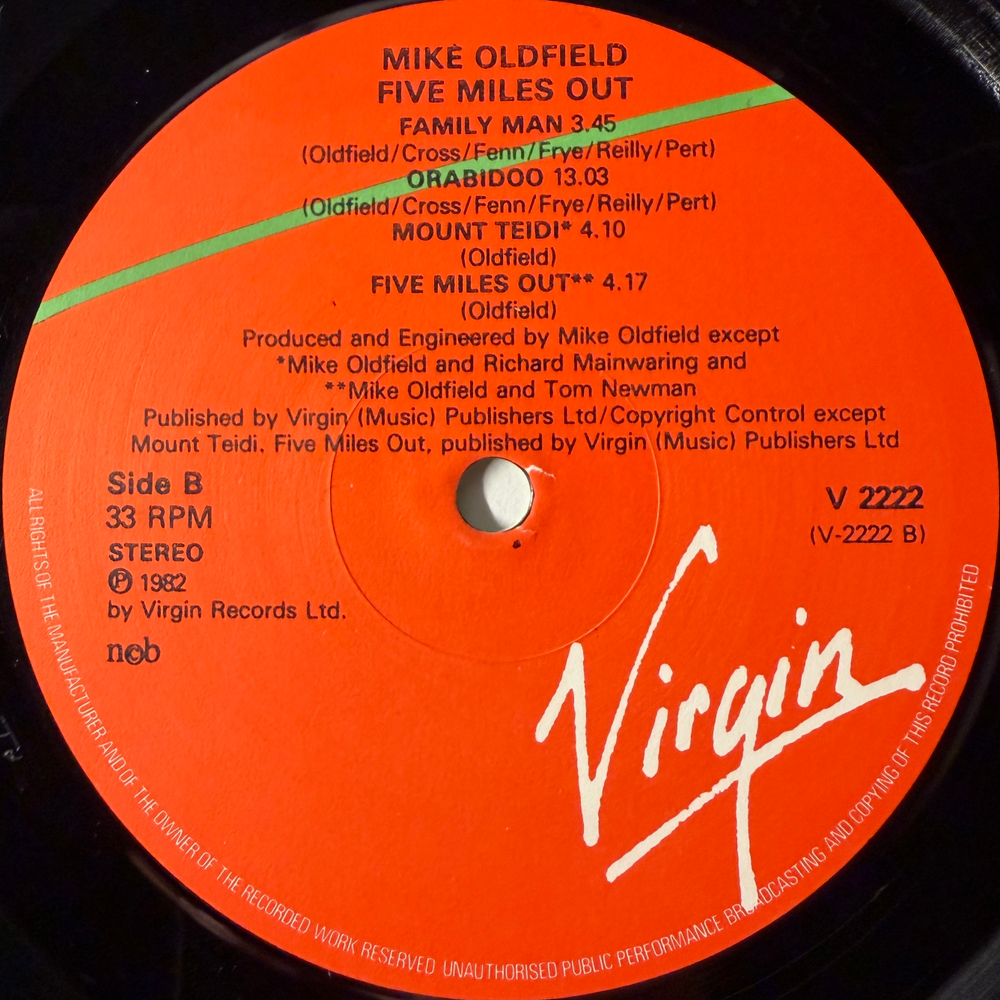 MIKE OLDFIELD
FIVE MILES OUT
FAMILY MAN 3.45
(Oldfield/Cross/Fenn/Frye/Reilly/Pert)
ORABIDOO 13.03
(Oldfield/Cross/Fenn/Frye/Reilly/Pert)
MOUNT TEIDI* 4.10
(Oldfield)
FIVE MILES OUT** 4.17
(Oldfield)
Produced and Engineered by Mike Oldfield except
*Mike Oldfield and Richard Mainwaring and
**Mike Oldfield and Tom Newman
Published by Virgin (Music) Publishers Ltd/Copyright Control except
Mount Teidi, Five Miles Out, published by Virgin (Music) Publishers Ltd
Side B
33 RPM
STEREO
℗ 1982
by Virgin Records Ltd.
n©b
V 2222
(V-2222 B)
Virgin
ALL RIGHTS OF THE MANUFACTURER AND OF THE OWNER OF THE RECORDED WORK RESERVED UNAUTHORISED PUBLIC PERFORMANCE BROADCASTING AND COPYING OF THIS RECORD PROHIBITED